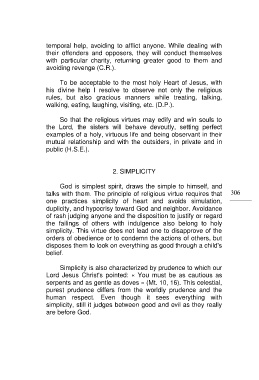 temporal help, avoiding to afflict anyone. While dealing with
their offenders and opposers, they will conduct themselves
with particular charity, returning greater good to them and
avoiding revenge (C.R.).
To be acceptable to the most holy Heart of Jesus, with
his divine help I resolve to observe not only the religious
rules, but also gracious manners while treating, talking,
walking, eating, laughing, visiting, etc. (D.P.).
So that the religious virtues may edify and win souls to
the Lord, the sisters will behave devoutly, setting perfect
examples of a holy, virtuous life and being observant in their
mutual relationship and with the outsiders, in private and in
public (H.S.E.).
2. SIMPLICITY
God is simplest spirit, draws the simple to himself, and
talks with them. The principle of religious virtue requires that
306
one practices simplicity of heart and avoids simulation,
duplicity, and hypocrisy toward God and neighbor. Avoidance
of rash judging anyone and the disposition to justify or regard
the failings of others with indulgence also belong to holy
simplicity. This virtue does not lead one to disapprove of the
orders of obedience or to condemn the actions of others, but
disposes them to look on everything as good through a child's
belief.
Simplicity is also characterized by prudence to which our
Lord Jesus Christ's pointed: « You must be as cautious as
serpents and as gentle as doves » (Mt. 10, 16). This celestial,
purest prudence differs from the worldly prudence and the
human respect. Even though it sees everything with
simplicity, still it judges between good and evil as they really
are before God.